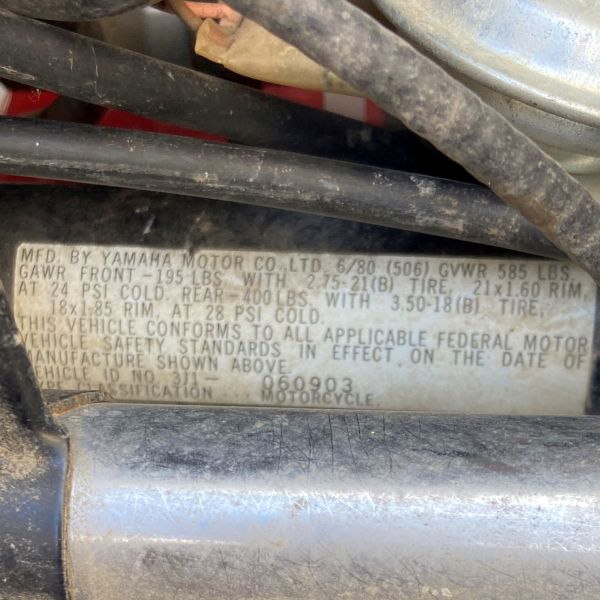 MFD. BY YAMAHA MOTOR CO., LTD. 6/80 (506) GVWR 585 LBS.
GAWR FRONT-195 LBS. WITH 2.75-21(B) TIRE, 21x1.60 RIM,
AT 24 PSI COLD. REAR-400 LBS. WITH 3.50-18(B) TIRE,
18x1.85 RIM, AT 28 PSI COLD.
THIS VEHICLE CONFORMS TO ALL APPLICABLE FEDERAL MOTOR
VEHICLE SAFETY STANDARDS IN EFFECT ON THE DATE OF
MANUFACTURE SHOWN ABOVE.
VEHICLE ID NO. 3J1- 060903
TYPE CLASSIFICATION MOTORCYCLE